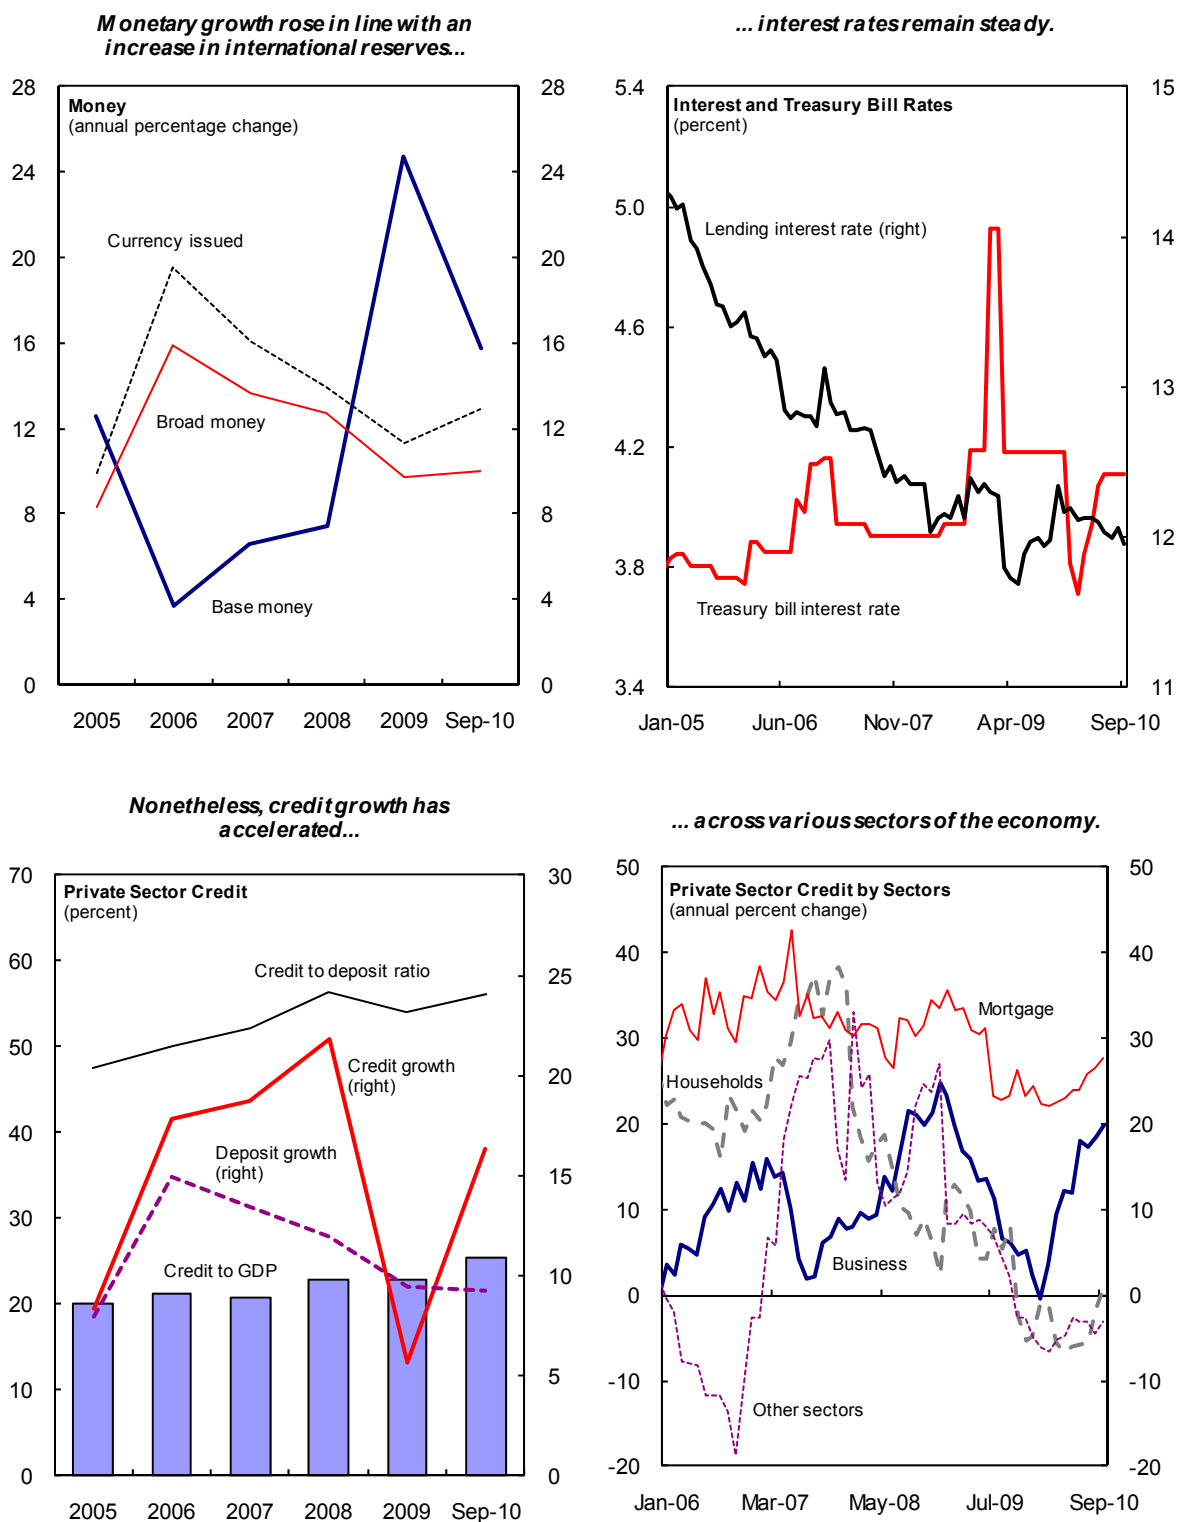 Monetary growth rose in line with an
increase in international reserves...
28
24
20
16
12
8
4
0
Money
(annual percentage change)
Currency issued
Broad money
Base money
28
24
20
16
12
8
4
0
2005 2006 2007 2008 2009 Sep-10
... interest rates remain steady.
5.4
5.0
4.6
4.2
3.8
3.4
Interest and Treasury Bill Rates
(percent)
Lending interest rate (right)
Treasury bill interest rate
15
14
13
12
11
Jan-05 Jun-06 Nov-07 Apr-09 Sep-10
Nonetheless, credit growth has
accelerated...
70
60
50
40
30
20
10
0
Private Sector Credit
(percent)
Credit to deposit ratio
Credit growth
(right)
Deposit growth
(right)
Credit to GDP
30
25
20
15
10
5
0
2005 2006 2007 2008 2009 Sep-10
... across various sectors of the economy.
50
40
30
20
10
0
-10
-20
Private Sector Credit by Sectors
(annual percent change)
Mortgage
Households
Business
Other sectors
50
40
30
20
10
0
-10
-20
Jan-06 Mar-07 May-08 Jul-09 Sep-10